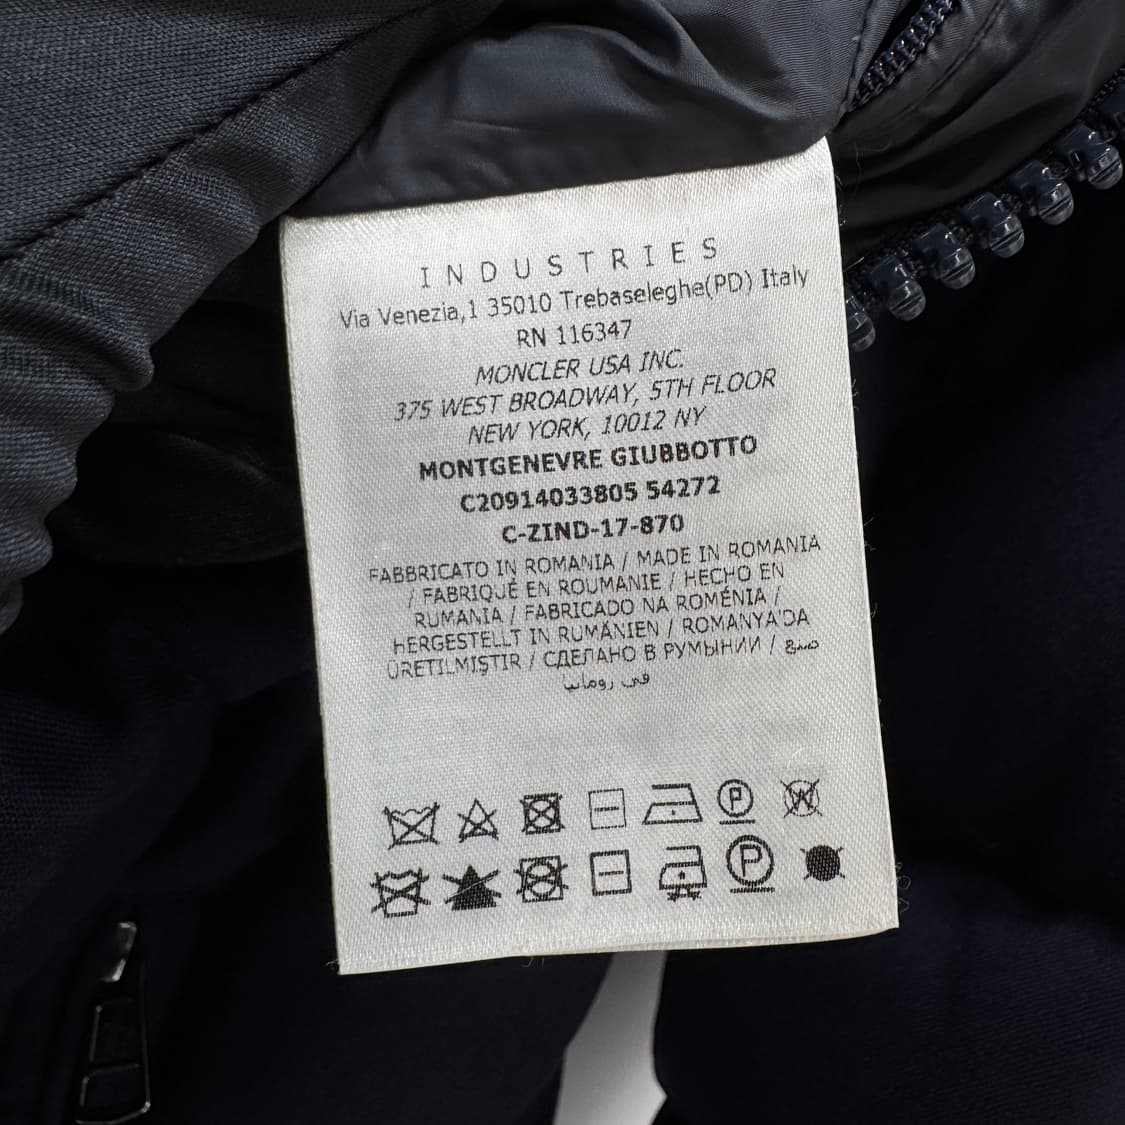 INDUSTRIES
Via Venezia,1 35010 Trebaseleghe(PD) Italy
RN 116347
MONCLER USA INC.
375 WEST BROADWAY, 5TH FLOOR
NEW YORK, 10012 NY
MONTGENEVRE GIUBBOTTO
C20914033805 54272
C-ZIND-17-870
FABBRICATO IN ROMANIA / MADE IN ROMANIA
/ FABRIQUÉ EN ROUMANIE / HECHO EN
RUMANIA / FABRICADO NA ROMÉNIA /
HERGESTELLT IN RUMÄNIEN / ROMANYA'DA
ÜRETILMIŞTIR / СДЕЛАНО В РУМЫНИИ / صنع
في رومانيا
P W
P